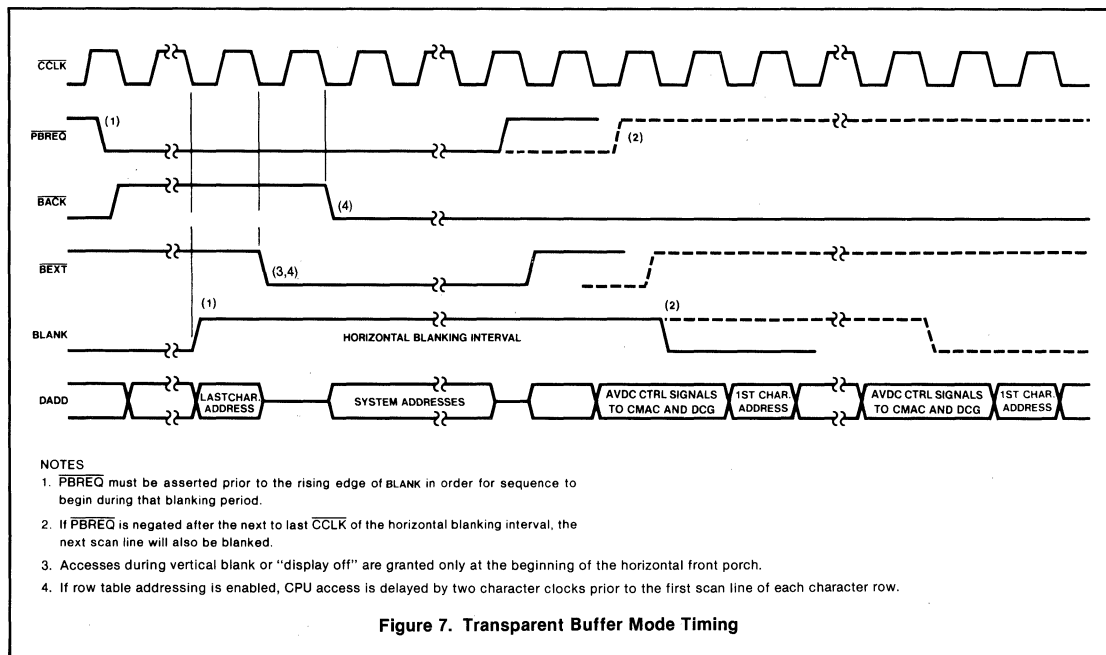 CCLK
PBREQ
(1)
(2)
BACK
(4)
BEXT
(3,4)
BLANK
(1)
(2)
HORIZONTAL BLANKING INTERVAL
DADD
LAST CHAR.
ADDRESS
SYSTEM ADDRESSES
AVDC CTRL SIGNALS
TO CMAC AND DCG
1ST CHAR.
ADDRESS
AVDC CTRL SIGNALS
TO CMAC AND DCG
1ST CHAR.
ADDRESS
NOTES
1. PBREQ must be asserted prior to the rising edge of BLANK in order for sequence to
begin during that blanking period.
2. If PBREQ is negated after the next to last CCLK of the horizontal blanking interval, the
next scan line will also be blanked.
3. Accesses during vertical blank or "display off" are granted only at the beginning of the horizontal front porch.
4. If row table addressing is enabled, CPU access is delayed by two character clocks prior to the first scan line of each character row.
Figure 7. Transparent Buffer Mode Timing